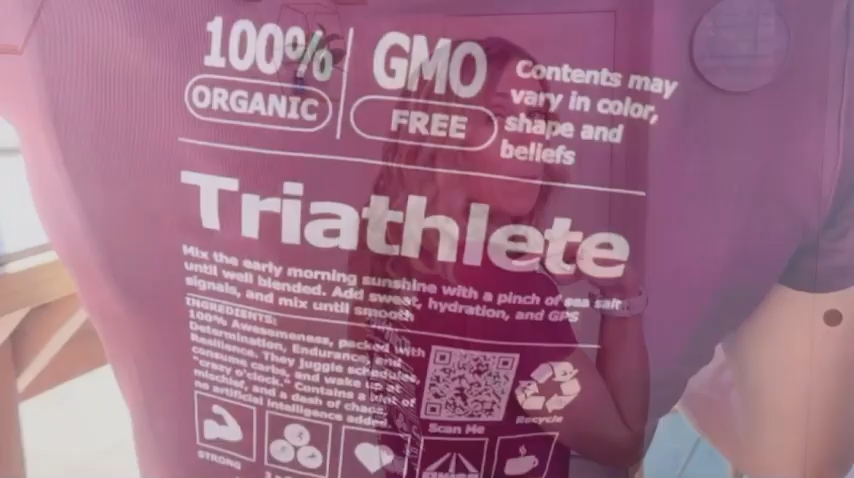 100%
ORGANIC
GMO
FREE
Contents may
vary in color,
shape and
beliefs
Triathlete
Mix the early morning sunshine with a pinch of sea salt
until well blended. Add sweat, hydration, and GPS
signals, and mix until smooth
INGREDIENTS:
100% Awesomeness, packed with
Determination, Endurance, and
Resilience. They juggle schedules,
consume carbs, and wake up at
"crazy o'clock." Contains a hint of
mischief, and a dash of chaos,
no artificial intelligence added.
Scan Me
Recycle
STRONG